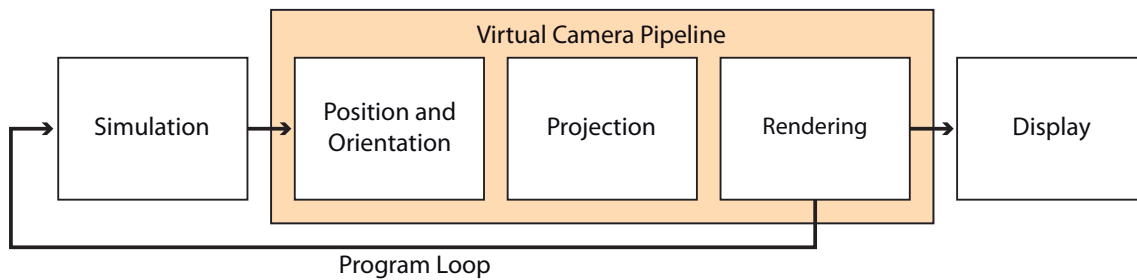 Virtual Camera Pipeline
Simulation
Position and
Orientation
Projection
Rendering
Display
Program Loop